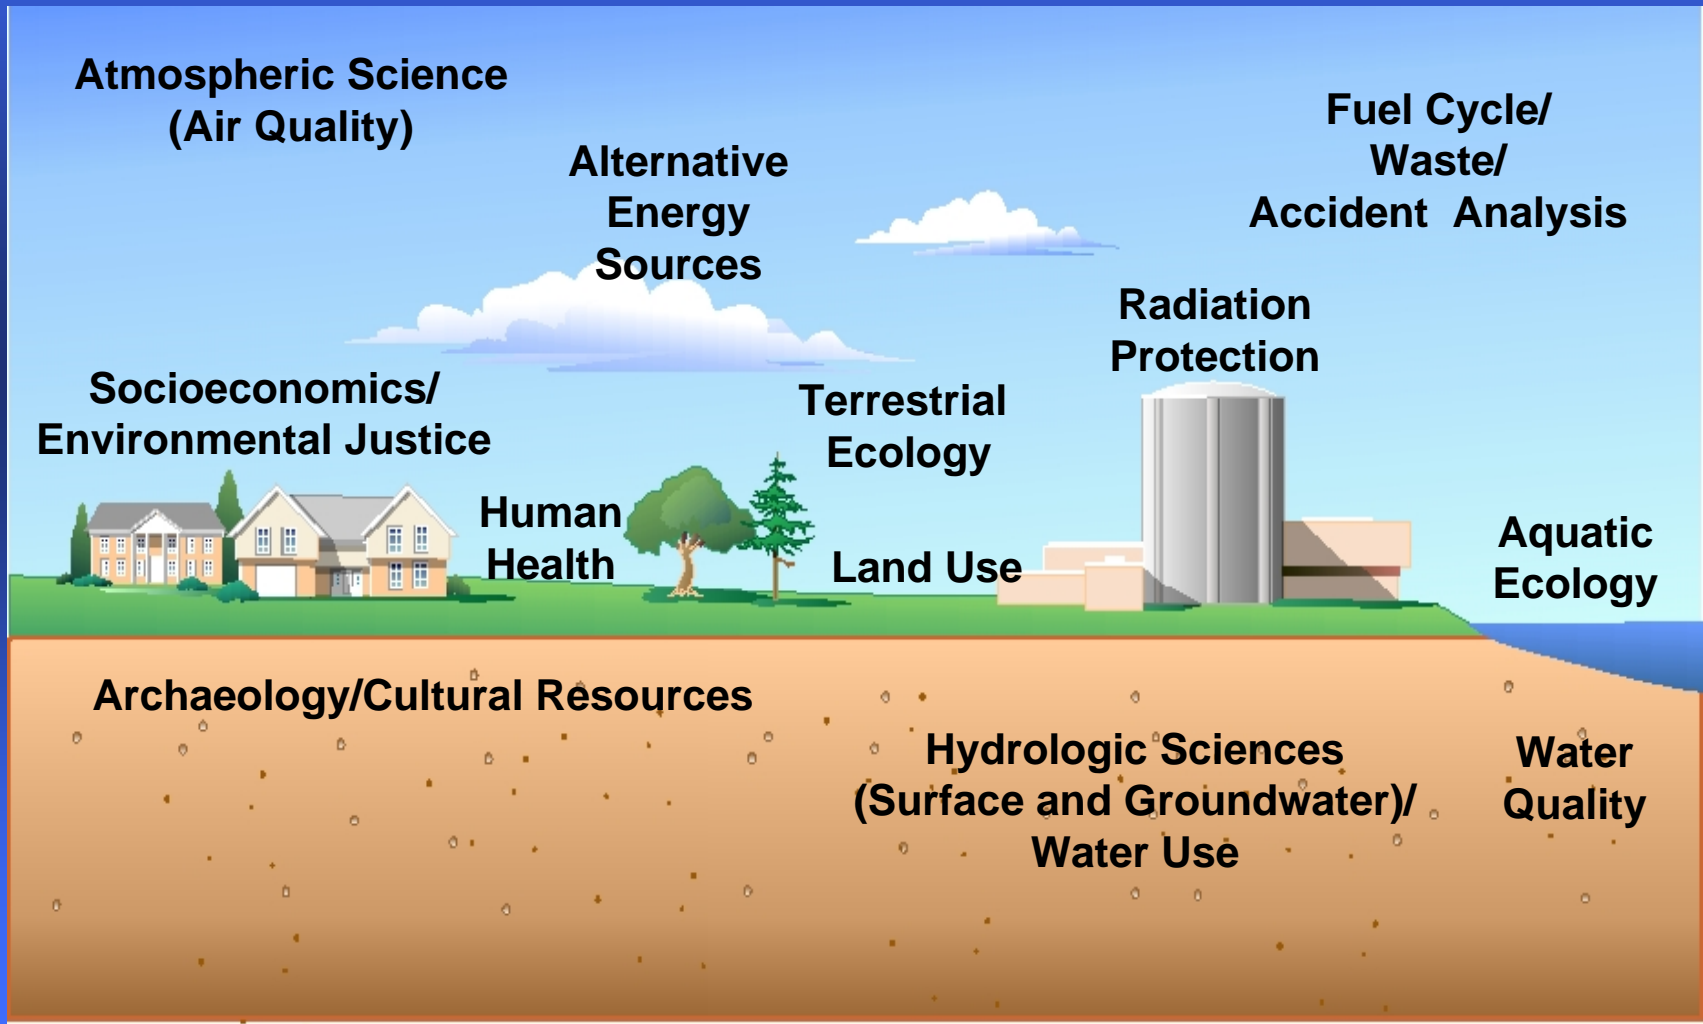 Atmospheric Science
(Air Quality)
Fuel Cycle/
Waste/
Accident Analysis
Alternative
Energy
Sources
Radiation
Protection
Socioeconomics/
Environmental Justice
Terrestrial
Ecology
Human
Health
Land Use
Aquatic
Ecology
Archaeology/Cultural Resources
Hydrologic Sciences
(Surface and Groundwater)/
Water Use
Water
Quality